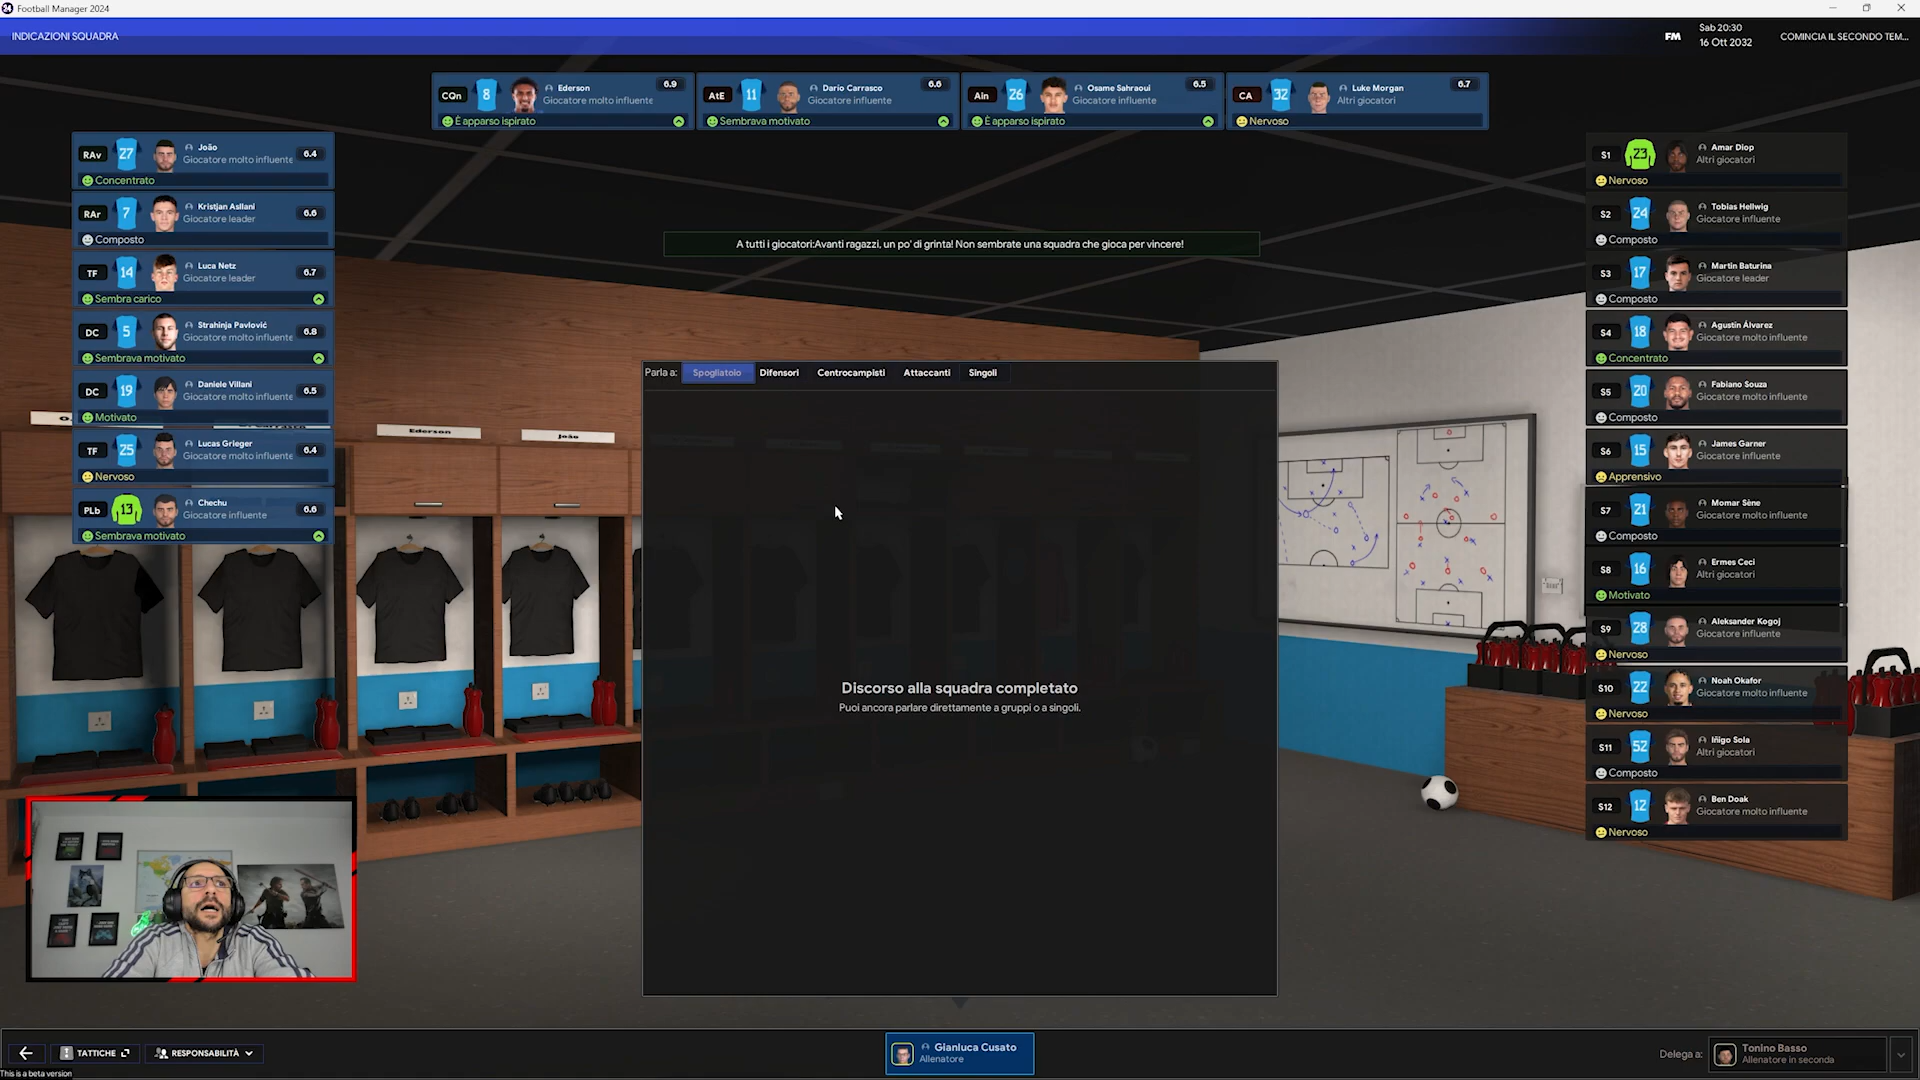 Football Manager 2024
INDICAZIONI SQUADRA
FM
Sab 20:30
16 Ott 2032
COMINCIA IL SECONDO TEM...
CQn 8 Ederson 6.9
Giocatore molto influente
È apparso ispirato
AtE 11 Dario Carrasco 6.6
Giocatore influente
Sembrava motivato
Ain 26 Osame Sahraoui 6.5
Giocatore influente
È apparso ispirato
CA 32 Luke Morgan 6.7
Altri giocatori
Nervoso
RAv 27 João 6.4
Giocatore molto influente
Concentrato
RAr 7 Kristjan Asllani 6.6
Giocatore leader
Composto
TF 14 Luca Netz 6.7
Giocatore leader
Sembra carico
DC 5 Strahinja Pavlović 6.8
Giocatore molto influente
Sembrava motivato
DC 19 Daniele Villani 6.5
Giocatore molto influente
Motivato
TF 25 Lucas Grieger 6.4
Giocatore molto influente
Nervoso
PLb 13 Chechu 6.6
Giocatore influente
Sembrava motivato
A tutti i giocatori:Avanti ragazzi, un po' di grinta! Non sembrate una squadra che gioca per vincere!
Parla a: Spogliatoio Difensori Centrocampisti Attaccanti Singoli
Ederson
João
Discorso alla squadra completato
Puoi ancora parlare direttamente a gruppi o a singoli.
S1 23 Amar Diop
Altri giocatori
Nervoso
S2 24 Tobias Hellwig
Giocatore influente
Composto
S3 17 Martin Baturina
Giocatore leader
Composto
S4 18 Agustín Álvarez
Giocatore molto influente
Concentrato
S5 20 Fabiano Souza
Giocatore molto influente
Composto
S6 15 James Garner
Giocatore influente
Apprensivo
S7 21 Momar Sène
Giocatore molto influente
Composto
S8 16 Ermes Ceci
Altri giocatori
Motivato
S9 28 Aleksander Kogoj
Giocatore influente
Nervoso
S10 22 Noah Okafor
Giocatore molto influente
Nervoso
S11 52 Iñigo Sola
Altri giocatori
Composto
S12 12 Ben Doak
Giocatore molto influente
Nervoso
TATTICHE
RESPONSABILITÀ
Gianluca Cusato
Allenatore
Delega a:
Tonino Basso
Allenatore in seconda
This is a beta version